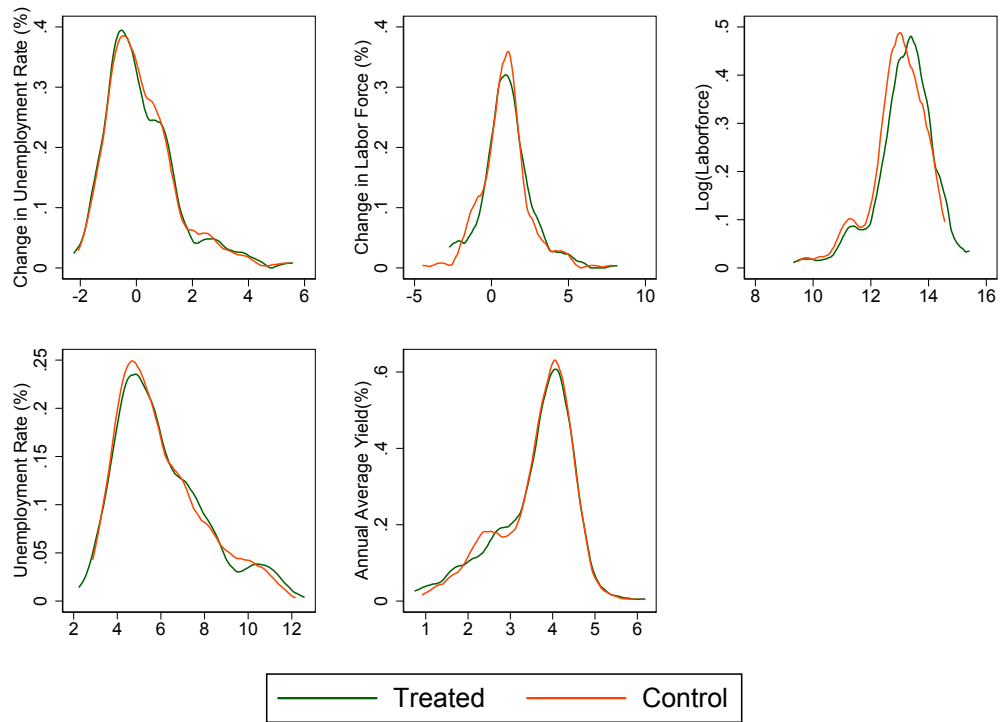 Change in Unemployment Rate (%)
0 .1 .2 .3 .4
-2 0 2 4 6
Change in Labor Force (%)
0 .1 .2 .3 .4
-5 0 5 10
Log(Laborforce)
0 .1 .2 .3 .4 .5
8 10 12 14 16
Unemployment Rate (%)
0 .05 .1 .15 .2 .25
2 4 6 8 10 12
Annual Average Yield(%)
0 .2 .4 .6
1 2 3 4 5 6
Treated Control